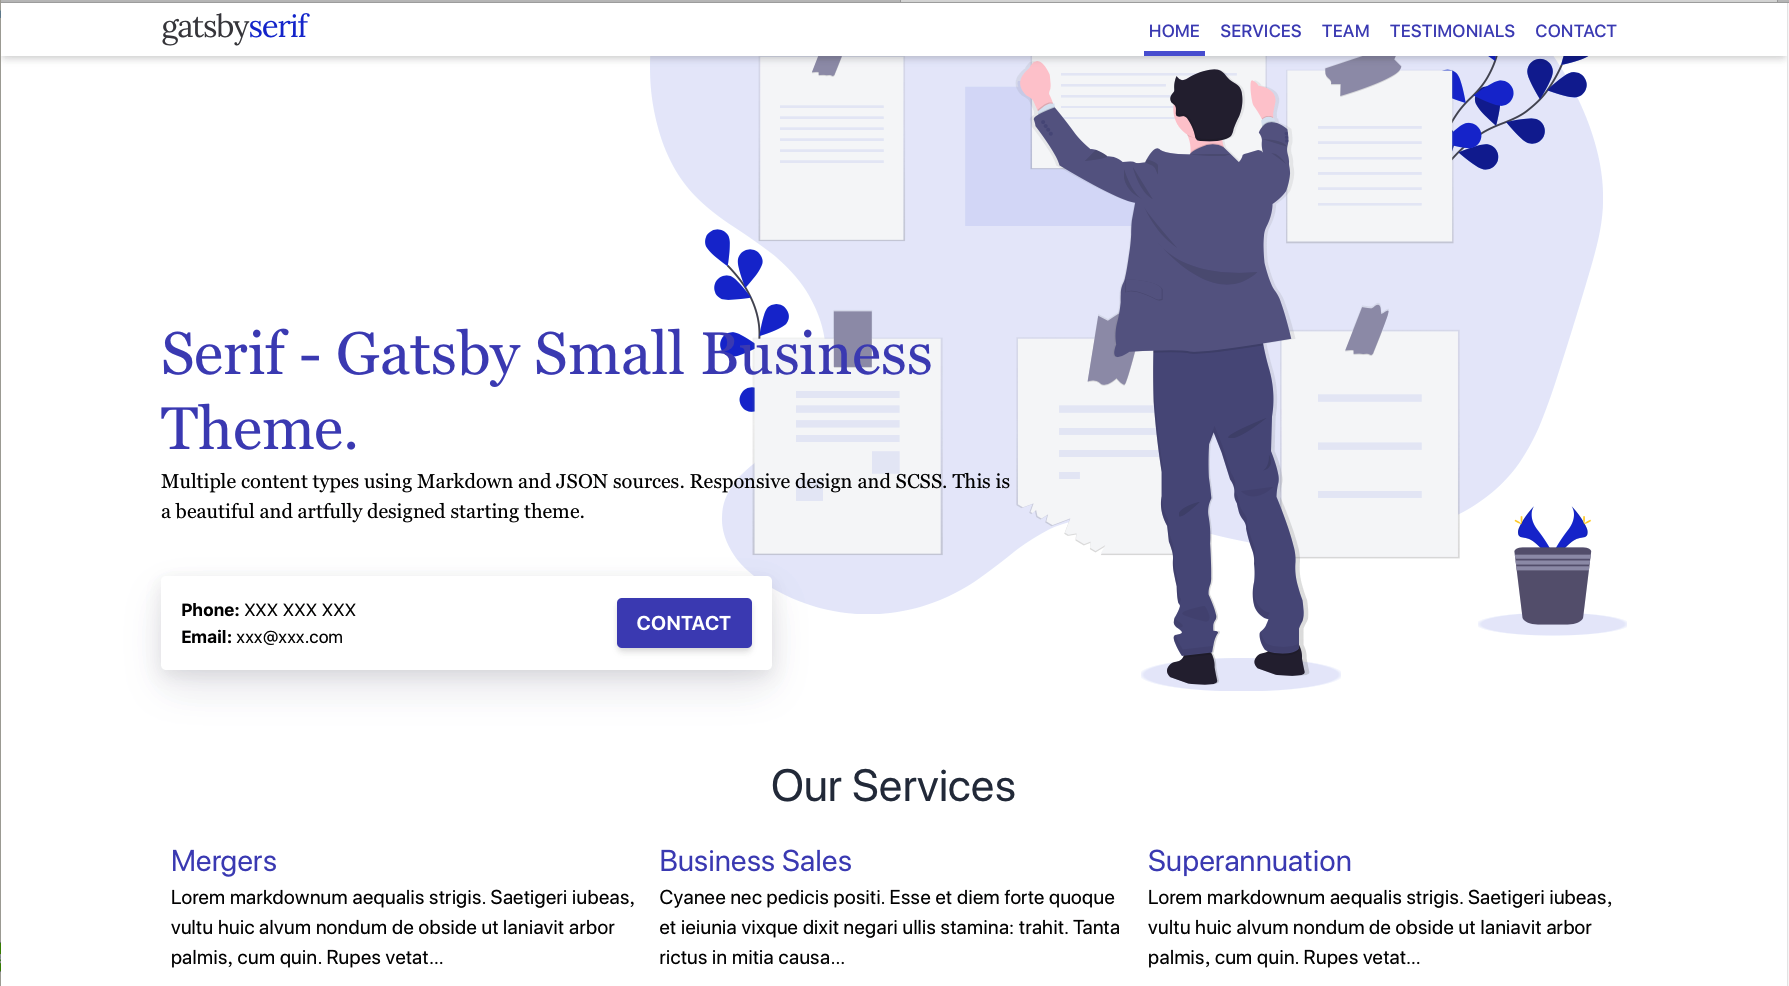 gatsbyserif
HOME SERVICES TEAM TESTIMONIALS CONTACT
Serif - Gatsby Small Business
Theme.
Multiple content types using Markdown and JSON sources. Responsive design and SCSS. This is
a beautiful and artfully designed starting theme.
Phone: XXX XXX XXX
Email: xxx@xxx.com
CONTACT
Our Services
Mergers
Lorem markdownum aequalis strigis. Saetigeri iubeas,
vultu huic alvum nondum de obside ut laniavit arbor
palmis, cum quin. Rupes vetat...
Business Sales
Cyanee nec pedicis positi. Esse et diem forte quoque
et ieiunia vixque dixit negari ullis stamina: trahit. Tanta
rictus in mitia causa...
Superannuation
Lorem markdownum aequalis strigis. Saetigeri iubeas,
vultu huic alvum nondum de obside ut laniavit arbor
palmis, cum quin. Rupes vetat...